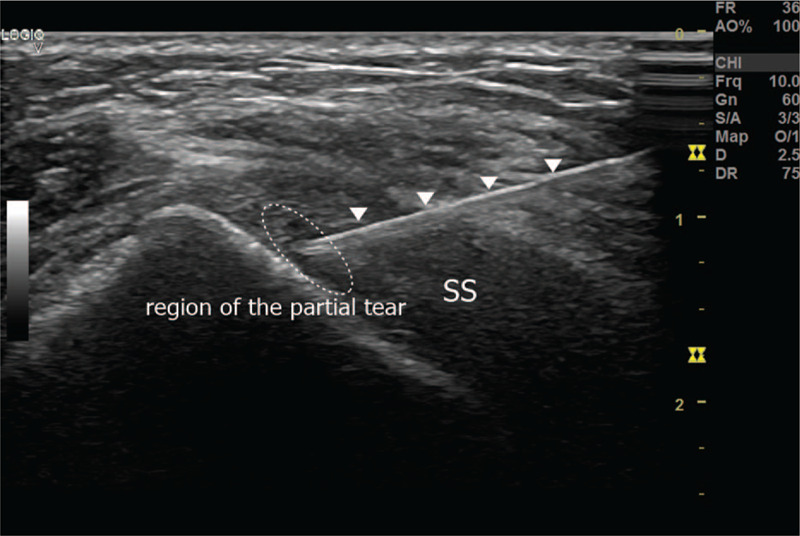 LOGIQ
V
FR 36
AO% 100
CHI
Frq 10.0
Gn 60
S/A 3/3
Map O/1
D 2.5
DR 75
0
1
2
SS
region of the partial tear